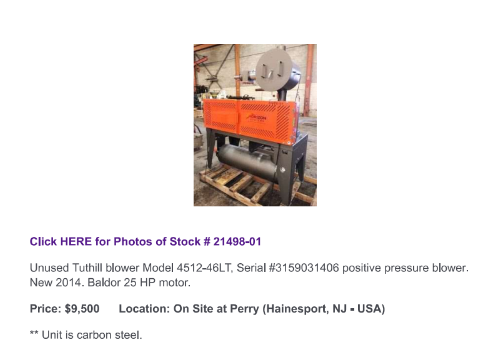 Click HERE for Photos of Stock # 21498-01
Unused Tuthill blower Model 4512-46LT, Serial #3159031406 positive pressure blower.
New 2014. Baldor 25 HP motor.
Price: $9,500 Location: On Site at Perry (Hainesport, NJ - USA)
** Unit is carbon steel.